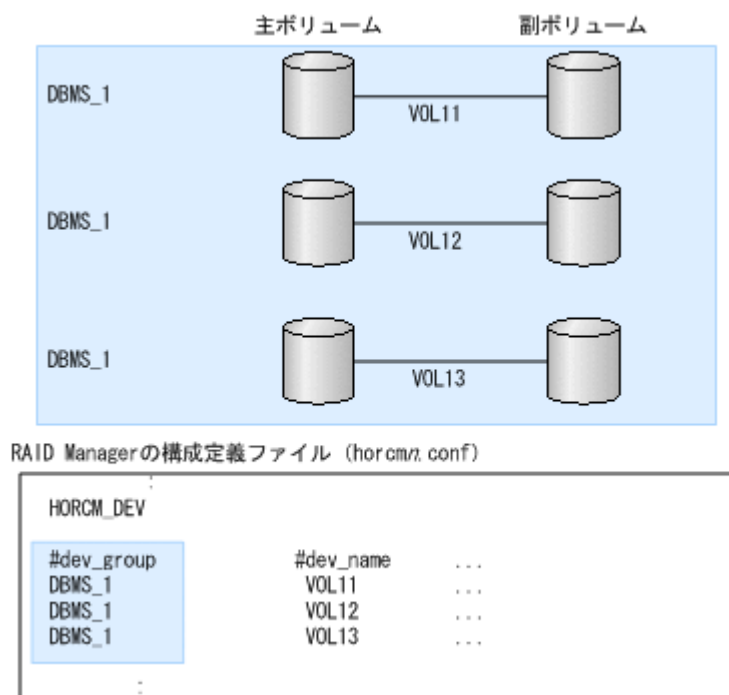 主ボリューム 副ボリューム
DBMS_1
VOL11
DBMS_1
VOL12
DBMS_1
VOL13
RAID Managerの構成定義ファイル (horcmn.conf)
:
HORCM_DEV
#dev_group #dev_name ...
DBMS_1 VOL11 ...
DBMS_1 VOL12 ...
DBMS_1 VOL13 ...
: